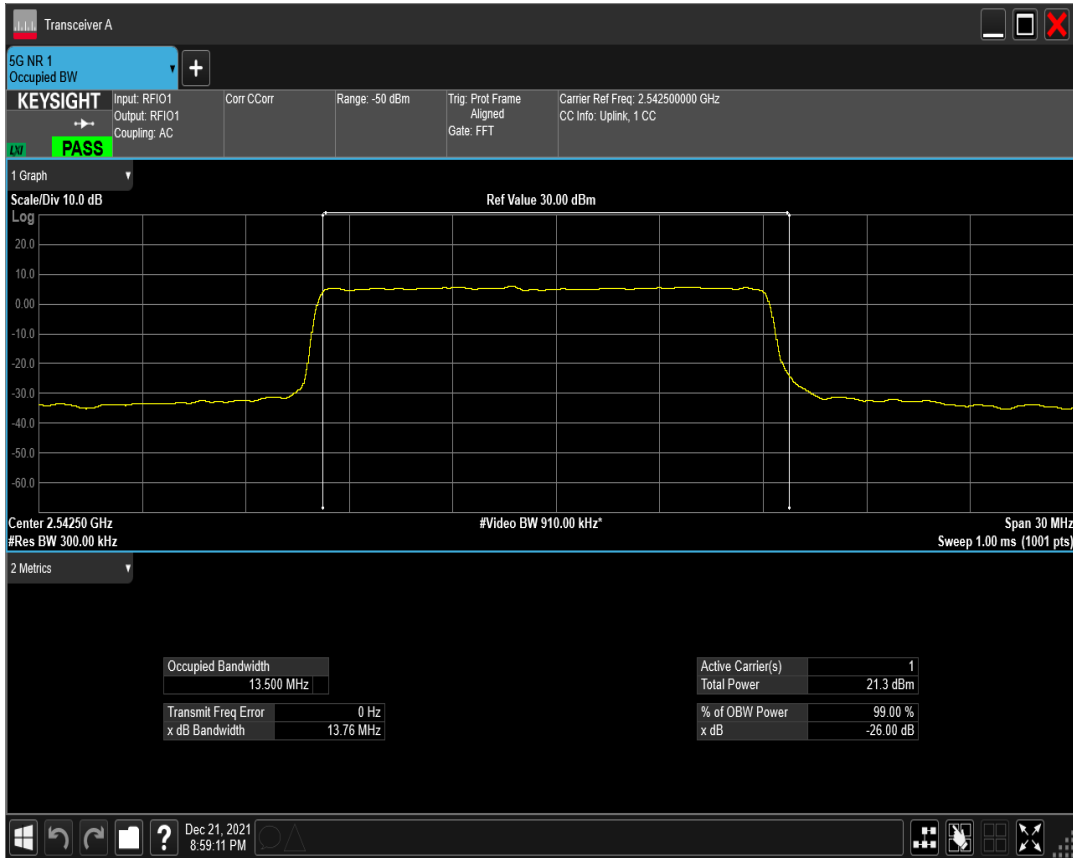 Transceiver A
5G NR 1
Occupied BW
KEYSIGHT
LXI
PASS
Input: RFIO1
Output: RFIO1
Coupling: AC
Corr CCorr
Range: -50 dBm
Trig: Prot Frame
Aligned
Gate: FFT
Carrier Ref Freq: 2.542500000 GHz
CC Info: Uplink, 1 CC
1 Graph
Scale/Div 10.0 dB
Ref Value 30.00 dBm
Log
20.0
10.0
0.00
-10.0
-20.0
-30.0
-40.0
-50.0
-60.0
Center 2.54250 GHz
#Video BW 910.00 kHz*
Span 30 MHz
#Res BW 300.00 kHz
Sweep 1.00 ms (1001 pts)
2 Metrics
Occupied Bandwidth
13.500 MHz
Transmit Freq Error 0 Hz
x dB Bandwidth 13.76 MHz
Active Carrier(s) 1
Total Power 21.3 dBm
% of OBW Power 99.00 %
x dB -26.00 dB
?
Dec 21, 2021
8:59:11 PM